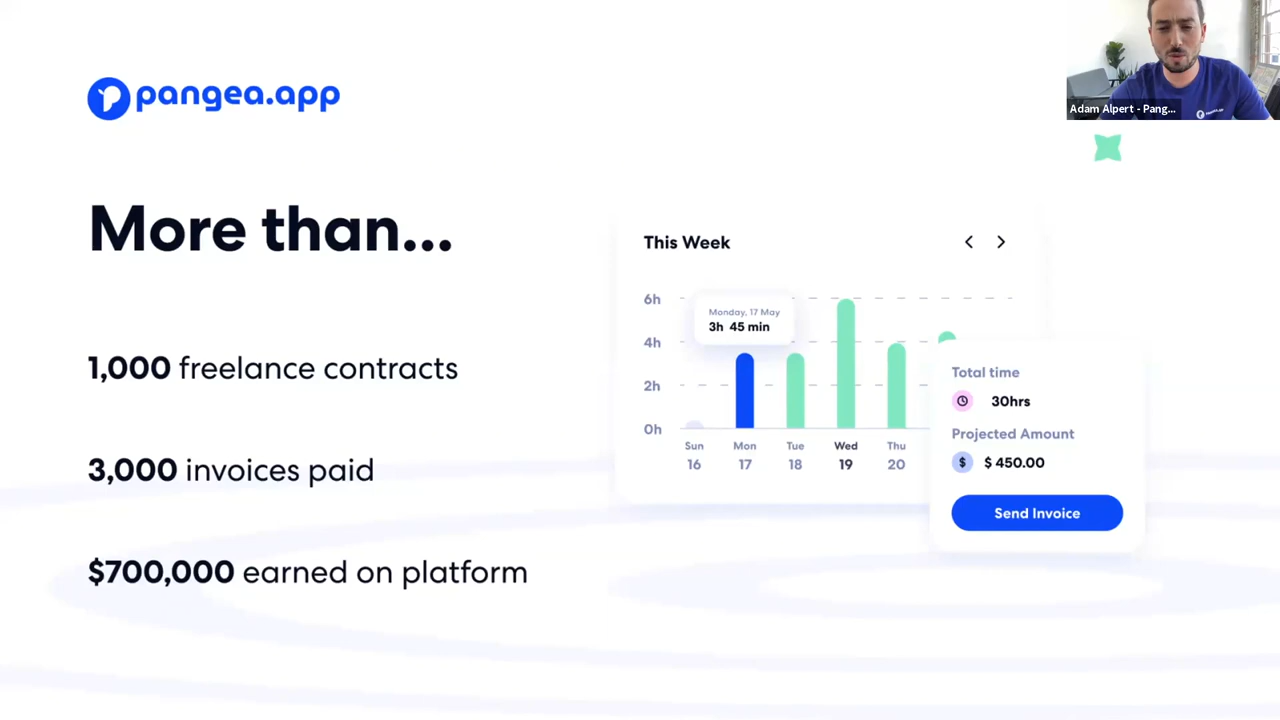 pangea.app
Adam Alpert - Pang...
More than...
This Week
6h
Monday, 17 May
3h 45 min
4h
2h
0h
Sun Mon Tue Wed Thu
16 17 18 19 20
Total time
30hrs
Projected Amount
$ $ 450.00
Send Invoice
1,000 freelance contracts
3,000 invoices paid
$700,000 earned on platform